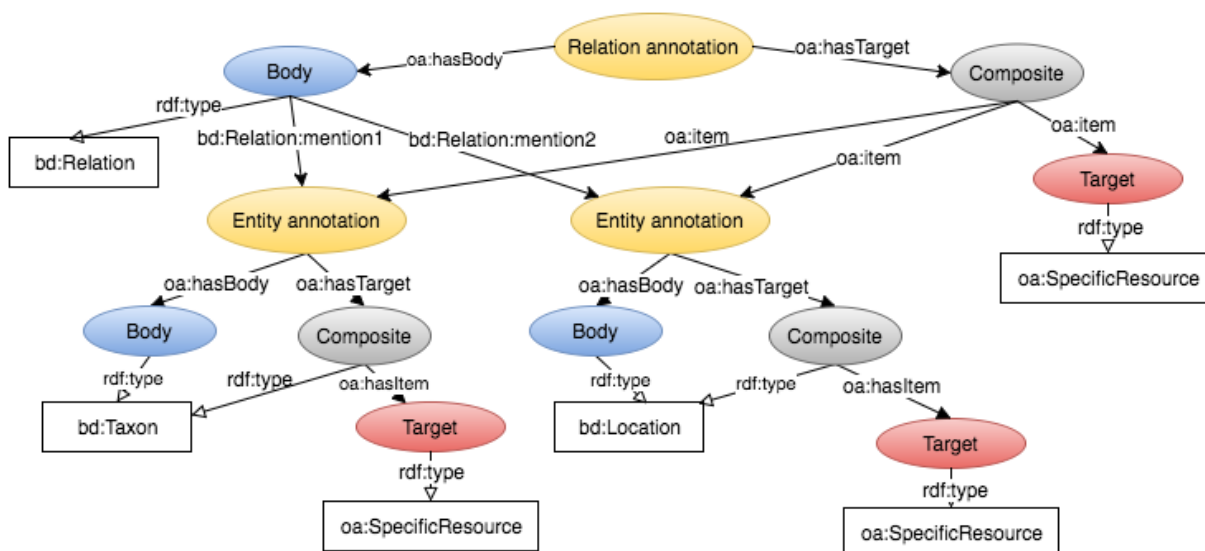 Relation annotation
oa:hasBody
oa:hasTarget
Body
Composite
rdf:type
bd:Relation:mention1
bd:Relation:mention2
oa:item
oa:item
oa:item
bd:Relation
Target
Entity annotation
Entity annotation
rdf:type
oa:SpecificResource
oa:hasBody
oa:hasTarget
oa:hasBody
oa:hasTarget
Body
Composite
Body
Composite
rdf:type
rdf:type
oa:hasItem
rdf:type
rdf:type
oa:hasItem
bd:Taxon
Target
bd:Location
Target
rdf:type
rdf:type
oa:SpecificResource
oa:SpecificResource